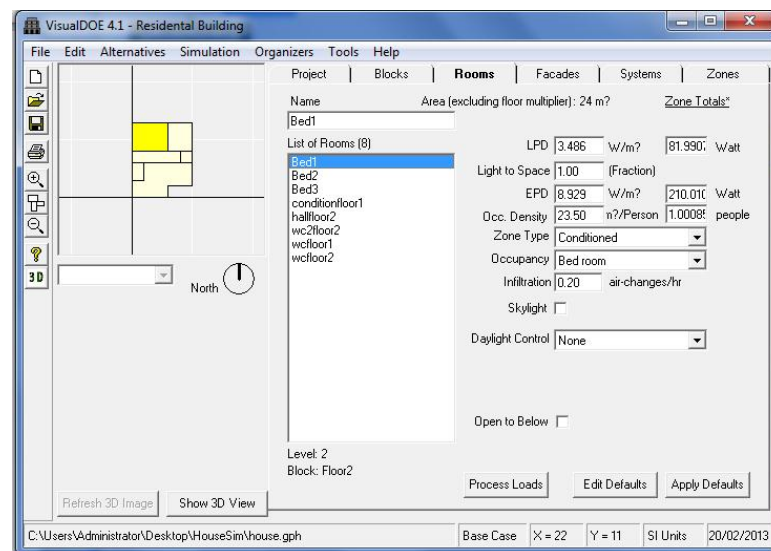 VisualDOE 4.1 - Residental Building
File Edit Alternatives Simulation Organizers Tools Help
Project Blocks Rooms Facades Systems Zones
Name Area (excluding floor multiplier): 24 m? Zone Totals*
Bed1
List of Rooms (8)
Bed1
Bed2
Bed3
conditionfloor1
hallfloor2
wc2floor2
wcfloor1
wcfloor2
LPD 3.486 W/m? 81.990 Watt
Light to Space 1.00 (Fraction)
EPD 8.929 W/m? 210.010 Watt
Occ. Density 23.50 m?/Person 1.0008 people
Zone Type Conditioned
Occupancy Bed room
Infiltration 0.20 air-changes/hr
Skylight
Daylight Control None
Open to Below
North
3D
Level: 2
Block: Floor2
Process Loads Edit Defaults Apply Defaults
Refresh 3D Image Show 3D View
C:\Users\Administrator\Desktop\HouseSim\house.gph Base Case X = 22 Y = 11 SI Units 20/02/2013